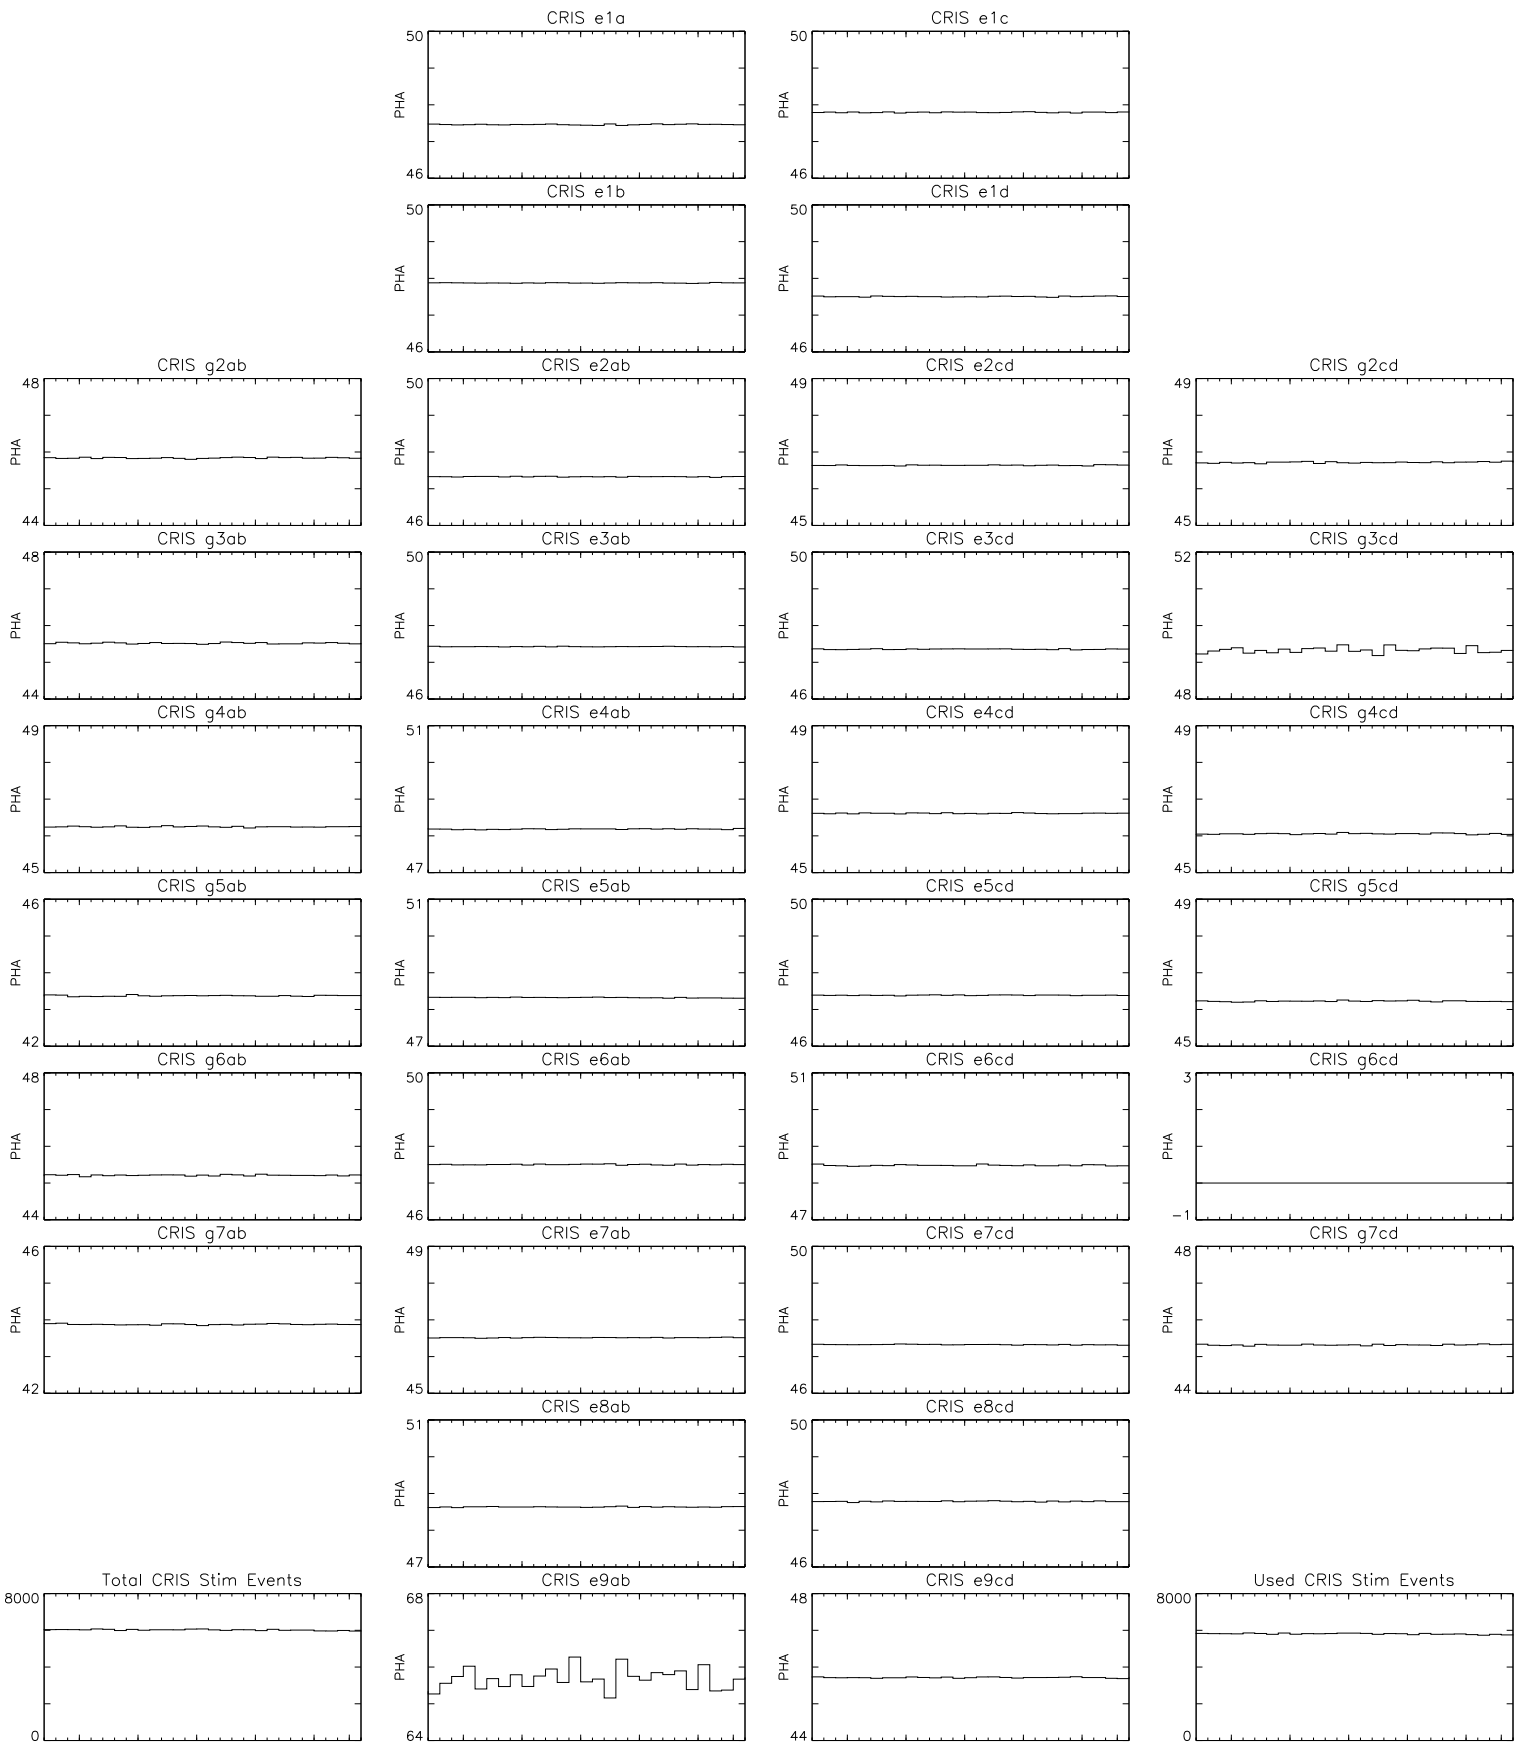 CRIS e1a
CRIS e1c
50
PHA
46
50
PHA
46
CRIS e1b
CRIS e1d
50
PHA
46
50
PHA
46
CRIS g2ab
CRIS e2ab
CRIS e2cd
CRIS g2cd
48
PHA
44
50
PHA
46
49
PHA
45
49
PHA
45
CRIS g3ab
CRIS e3ab
CRIS e3cd
CRIS g3cd
48
PHA
44
50
PHA
46
50
PHA
46
52
PHA
48
CRIS g4ab
CRIS e4ab
CRIS e4cd
CRIS g4cd
49
PHA
45
51
PHA
47
49
PHA
45
49
PHA
45
CRIS g5ab
CRIS e5ab
CRIS e5cd
CRIS g5cd
46
PHA
42
51
PHA
47
50
PHA
46
49
PHA
45
CRIS g6ab
CRIS e6ab
CRIS e6cd
CRIS g6cd
48
PHA
44
50
PHA
46
51
PHA
47
3
PHA
-1
CRIS g7ab
CRIS e7ab
CRIS e7cd
CRIS g7cd
46
PHA
42
49
PHA
45
50
PHA
46
48
PHA
44
CRIS e8ab
CRIS e8cd
51
PHA
47
50
PHA
46
Total CRIS Stim Events
CRIS e9ab
CRIS e9cd
Used CRIS Stim Events
8000
0
68
PHA
64
48
PHA
44
8000
0